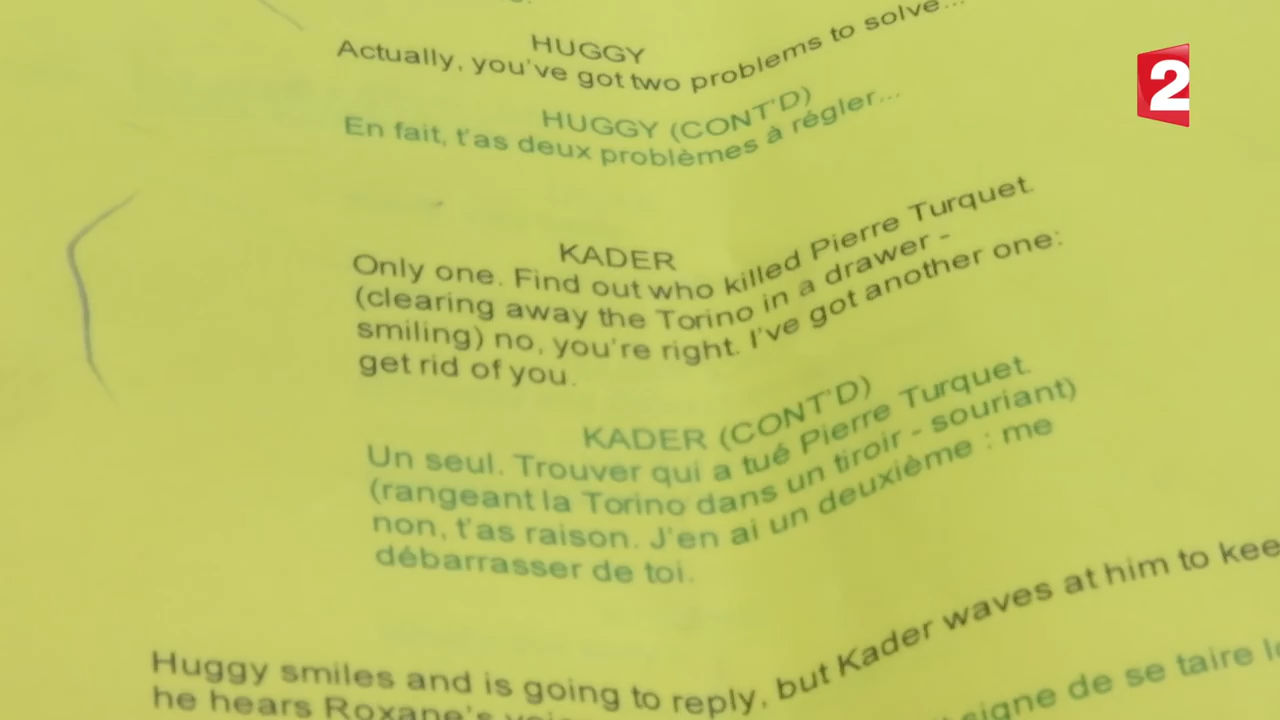 HUGGY
Actually, you've got two problems to solve...
HUGGY (CONT'D)
En fait, t'as deux problèmes à régler...
KADER
Only one. Find out who killed Pierre Turquet.
(clearing away the Torino in a drawer -
smiling) no, you're right. I've got another one:
get rid of you.
KADER (CONT'D)
Un seul. Trouver qui a tué Pierre Turquet.
(rangeant la Torino dans un tiroir - souriant)
non, t'as raison. J'en ai un deuxième : me
débarrasser de toi.
Huggy smiles and is going to reply, but Kader waves at him to kee
he hears Roxane's
signe de se taire
2